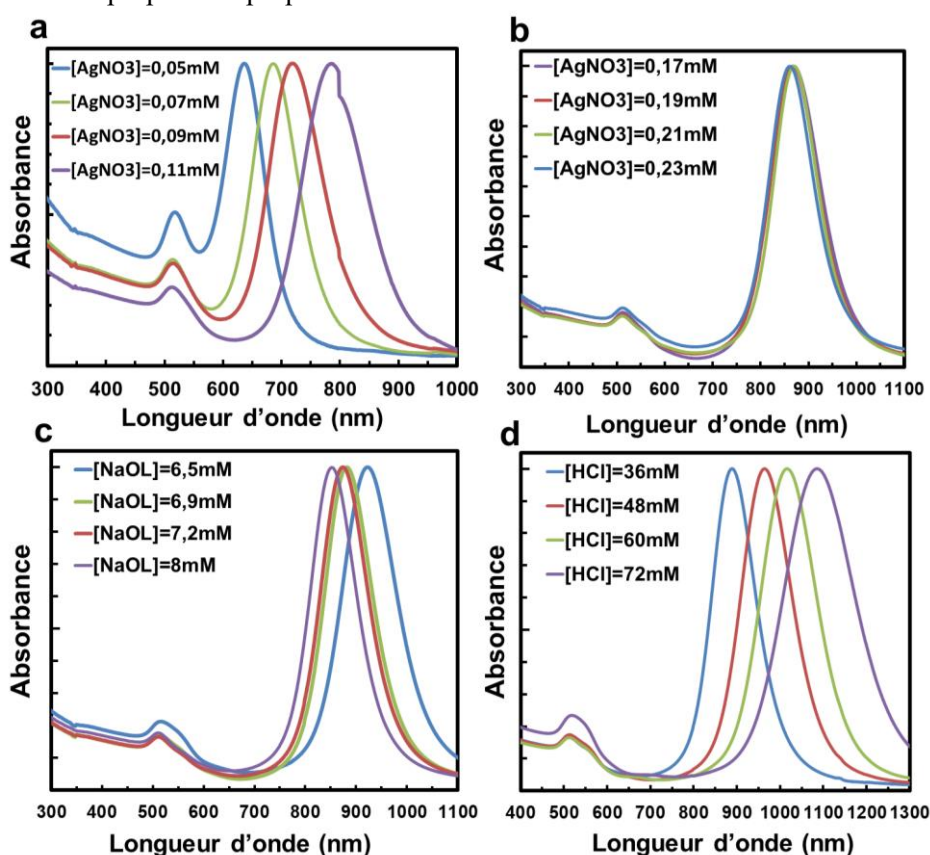 a
[AgNO3]=0,05mM
[AgNO3]=0,07mM
[AgNO3]=0,09mM
[AgNO3]=0,11mM
Absorbance
300 400 500 600 700 800 900 1000
Longueur d'onde (nm)
b
[AgNO3]=0,17mM
[AgNO3]=0,19mM
[AgNO3]=0,21mM
[AgNO3]=0,23mM
Absorbance
300 400 500 600 700 800 900 1000 1100
Longueur d'onde (nm)
c
[NaOL]=6,5mM
[NaOL]=6,9mM
[NaOL]=7,2mM
[NaOL]=8mM
Absorbance
300 400 500 600 700 800 900 1000 1100
Longueur d'onde (nm)
d
[HCl]=36mM
[HCl]=48mM
[HCl]=60mM
[HCl]=72mM
Absorbance
400 500 600 700 800 900 1000 1100 1200 1300
Longueur d'onde (nm)